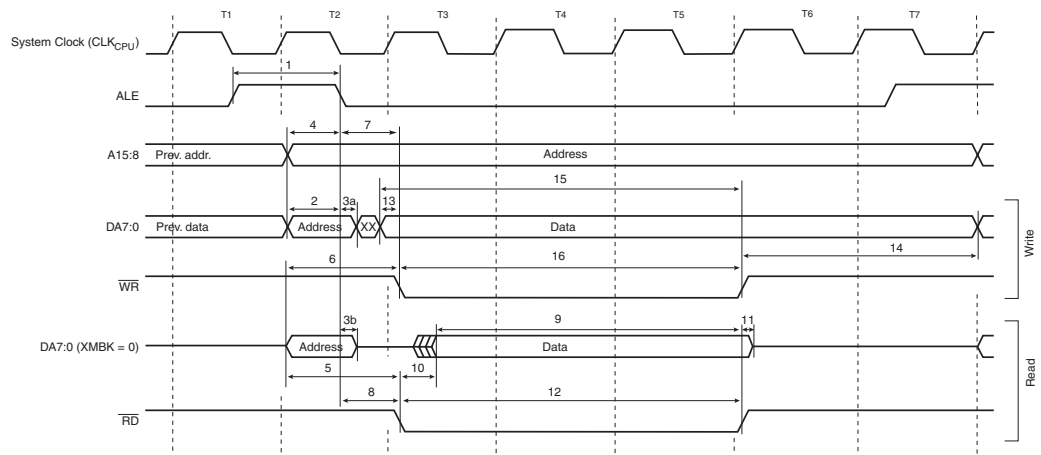 T1 T2 T3 T4 T5 T6 T7
System Clock (CLKCPU)
1
ALE
4 7
A15:8 Prev. addr. Address
15
2 3a 13
DA7:0 Prev. data Address XX Data
14
6 16
WR
Write
3b 9 11
DA7:0 (XMBK = 0) Address Data
5 10
8 12
RD
Read